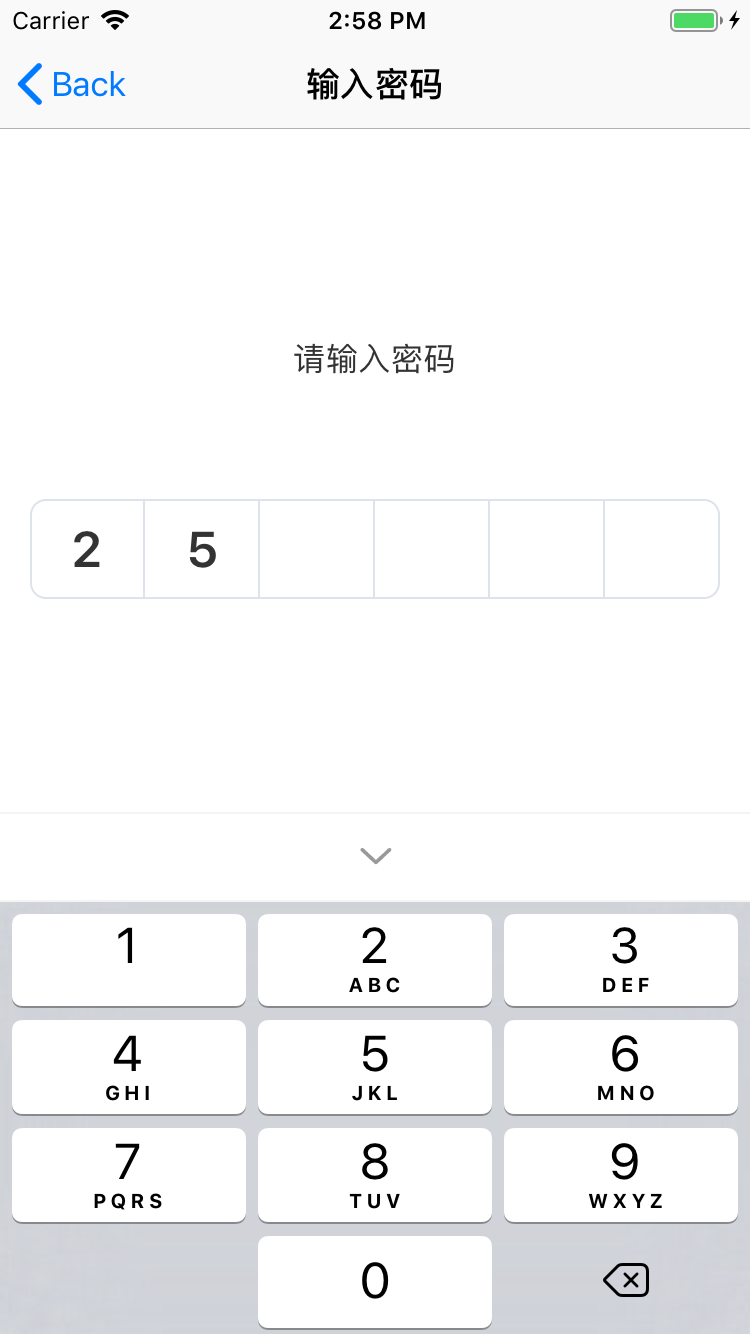 Carrier 2:58 PM
Back 输入密码
请输入密码
2 5
1 2 3
ABC DEF
4 5 6
GHI JKL MNO
7 8 9
PQRS TUV WXYZ
0